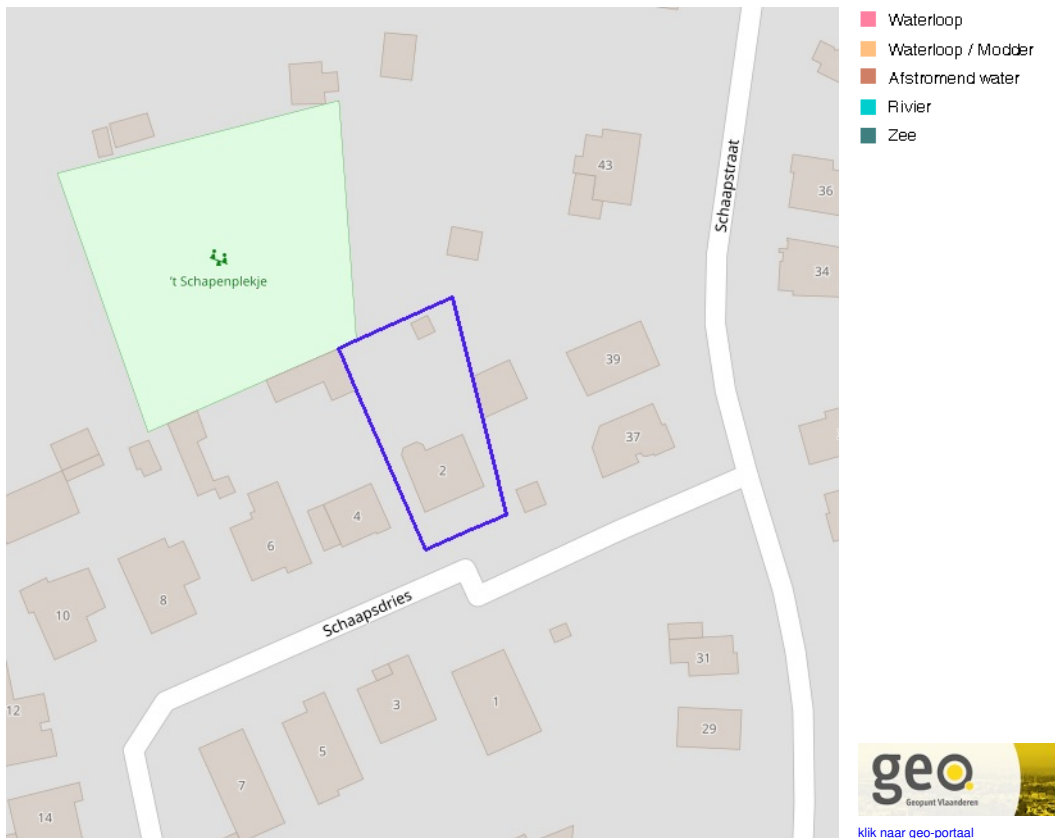 Waterloop
Waterloop / Modder
Afstromend water
Rivier
Zee
43
Schaapstraat
36
34
't Schapenplekje
39
37
2
4
6
8
10
Schaapsdries
12
31
3
1
29
5
7
14
geo
Geopunt Vlaanderen
klik naar geo-portaal